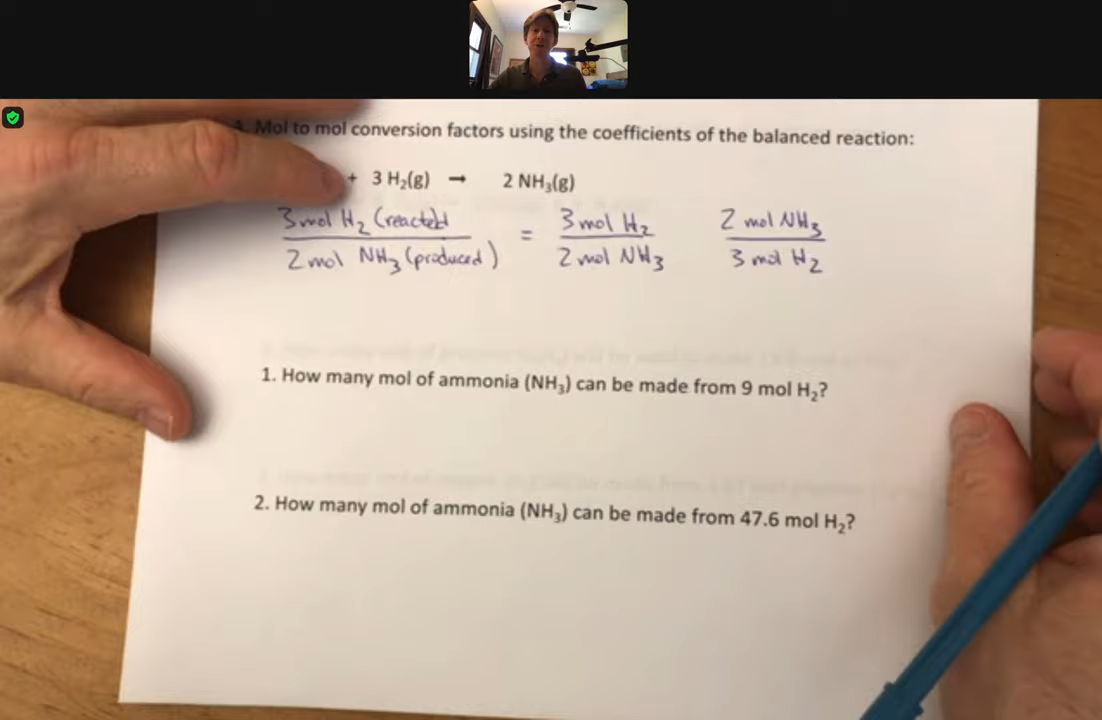 Mol to mol conversion factors using the coefficients of the balanced reaction:
+ 3 H₂(g) → 2 NH₃(g)
3 mol H₂ (reacted) / 2 mol NH₃ (produced) = 3 mol H₂ / 2 mol NH₃   2 mol NH₃ / 3 mol H₂
1. How many mol of ammonia (NH₃) can be made from 9 mol H₂?
2. How many mol of ammonia (NH₃) can be made from 47.6 mol H₂?